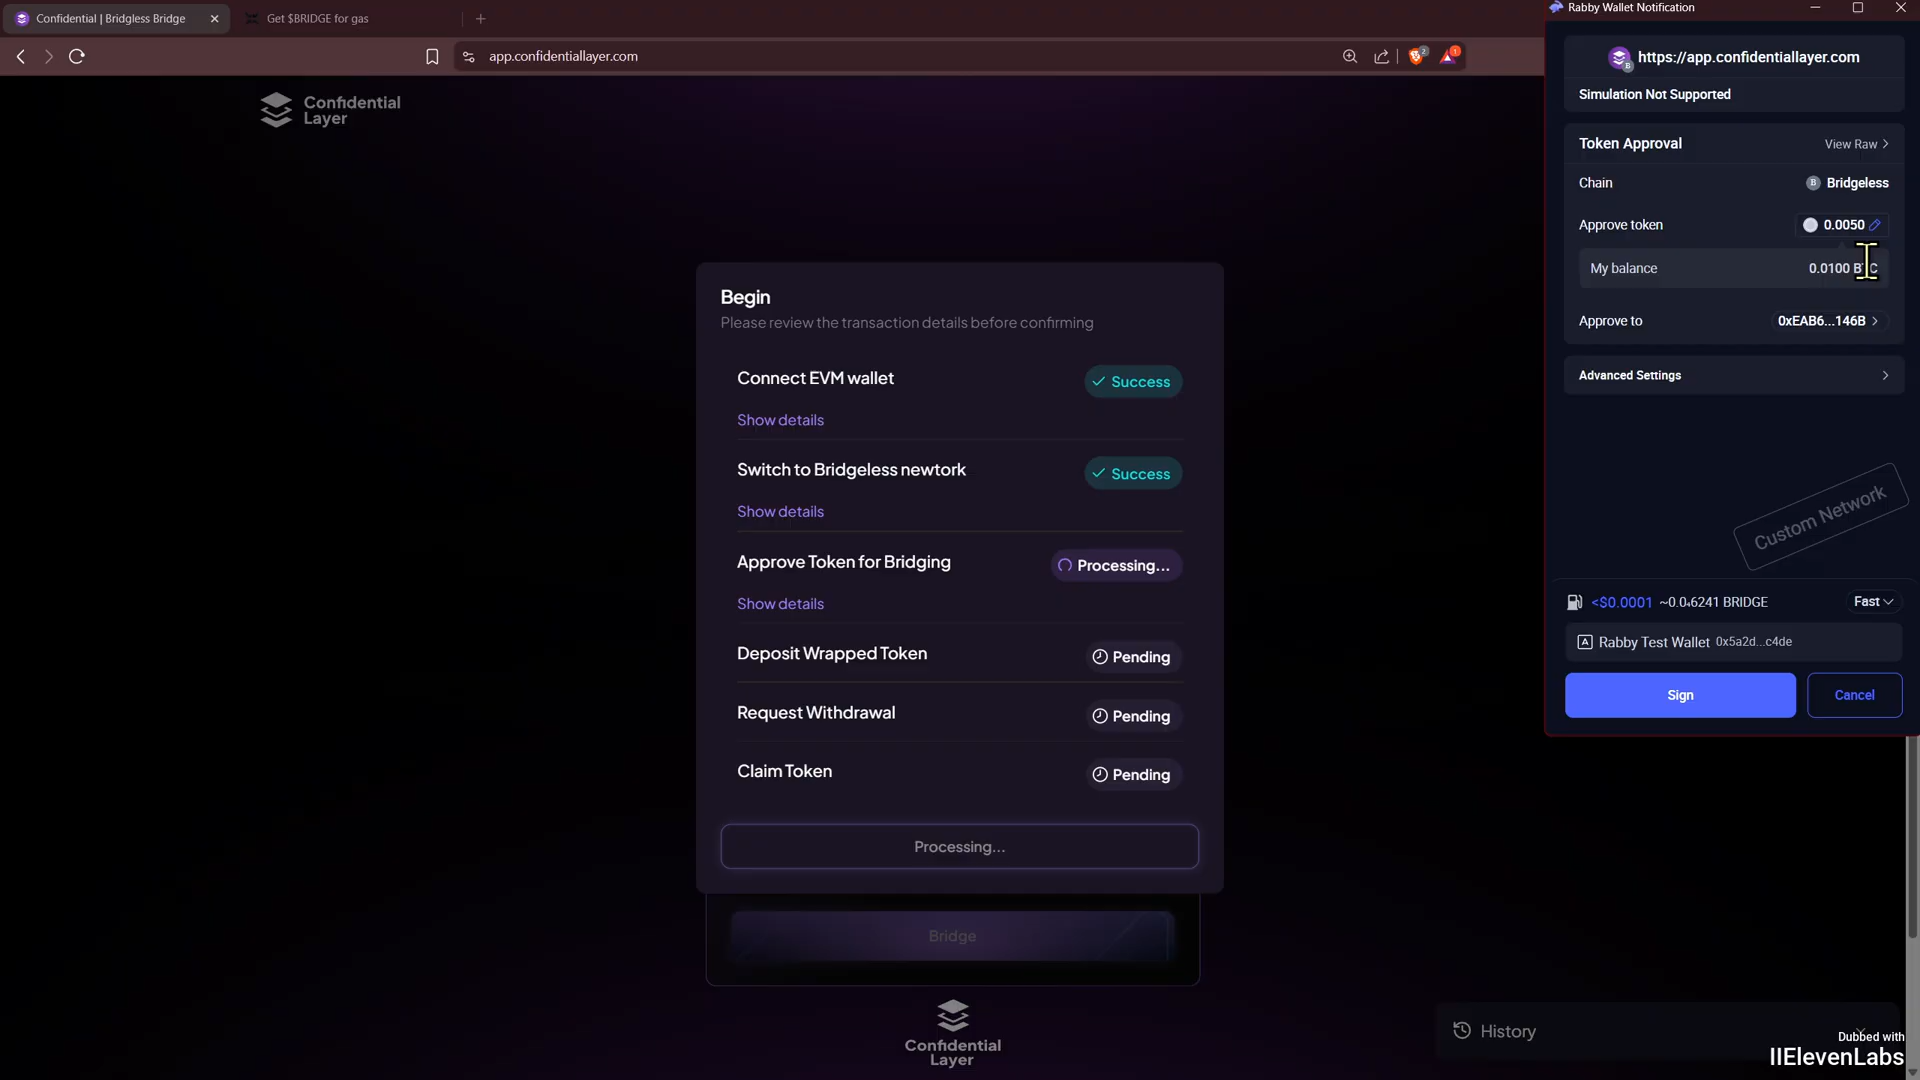 Confidential | Bridgless Bridge
Get $BRIDGE for gas
app.confidentiallayer.com
2
1
Confidential
Layer
Begin
Please review the transaction details before confirming
Connect EVM wallet
Success
Show details
Switch to Bridgeless newtork
Success
Show details
Approve Token for Bridging
Processing...
Show details
Deposit Wrapped Token
Pending
Request Withdrawal
Pending
Claim Token
Pending
Processing...
Bridge
Confidential
Layer
History
Rabby Wallet Notification
B
https://app.confidentiallayer.com
Simulation Not Supported
Token Approval
View Raw
Chain
B Bridgeless
Approve token
0.0050
My balance
0.0100
Approve to
0xEAB6...146B
Advanced Settings
Custom Network
<$0.0001 ~0.0₄6241 BRIDGE
Fast
A Rabby Test Wallet 0x5a2d...c4de
Sign
Cancel
Dubbed with
IIElevenLabs